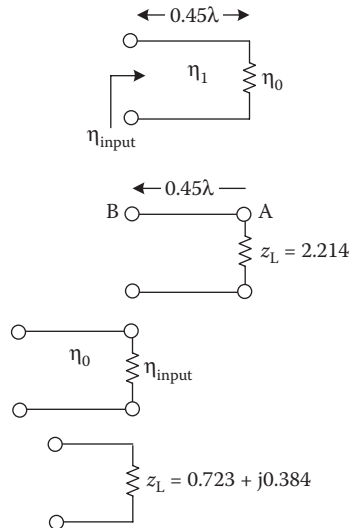 0.45λ
η₁
η₀
ηinput
0.45λ
B
A
zL = 2.214
η₀
ηinput
zL = 0.723 + j0.384